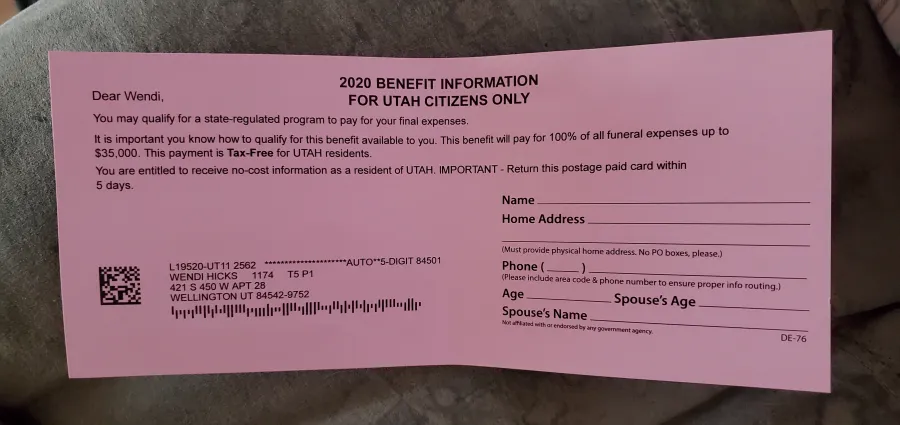 2020 BENEFIT INFORMATION
FOR UTAH CITIZENS ONLY
Dear Wendi,
You may qualify for a state-regulated program to pay for your final expenses.
It is important you know how to qualify for this benefit available to you. This benefit will pay for 100% of all funeral expenses up to
$35,000. This payment is Tax-Free for UTAH residents.
You are entitled to receive no-cost information as a resident of UTAH. IMPORTANT - Return this postage paid card within
5 days.
L19520-UT11 2562 **********************AUTO**5-DIGIT 84501
WENDI HICKS 1174 T5 P1
421 S 450 W APT 28
WELLINGTON UT 84542-9752
Name
Home Address
(Must provide physical home address. No PO boxes, please.)
Phone ( )
(Please include area code & phone number to ensure proper info routing.)
Age Spouse's Age
Spouse's Name
Not affiliated with or endorsed by any government agency.
DE-76